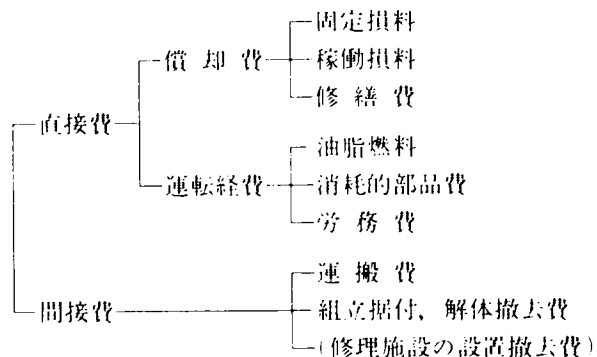 固定損料
償却費
稼働損料
修繕費
直接費
油脂燃料
運転経費
消耗的部品費
労務費
運搬費
間接費
組立据付，解体撤去費
(修理施設の設置撤去費)